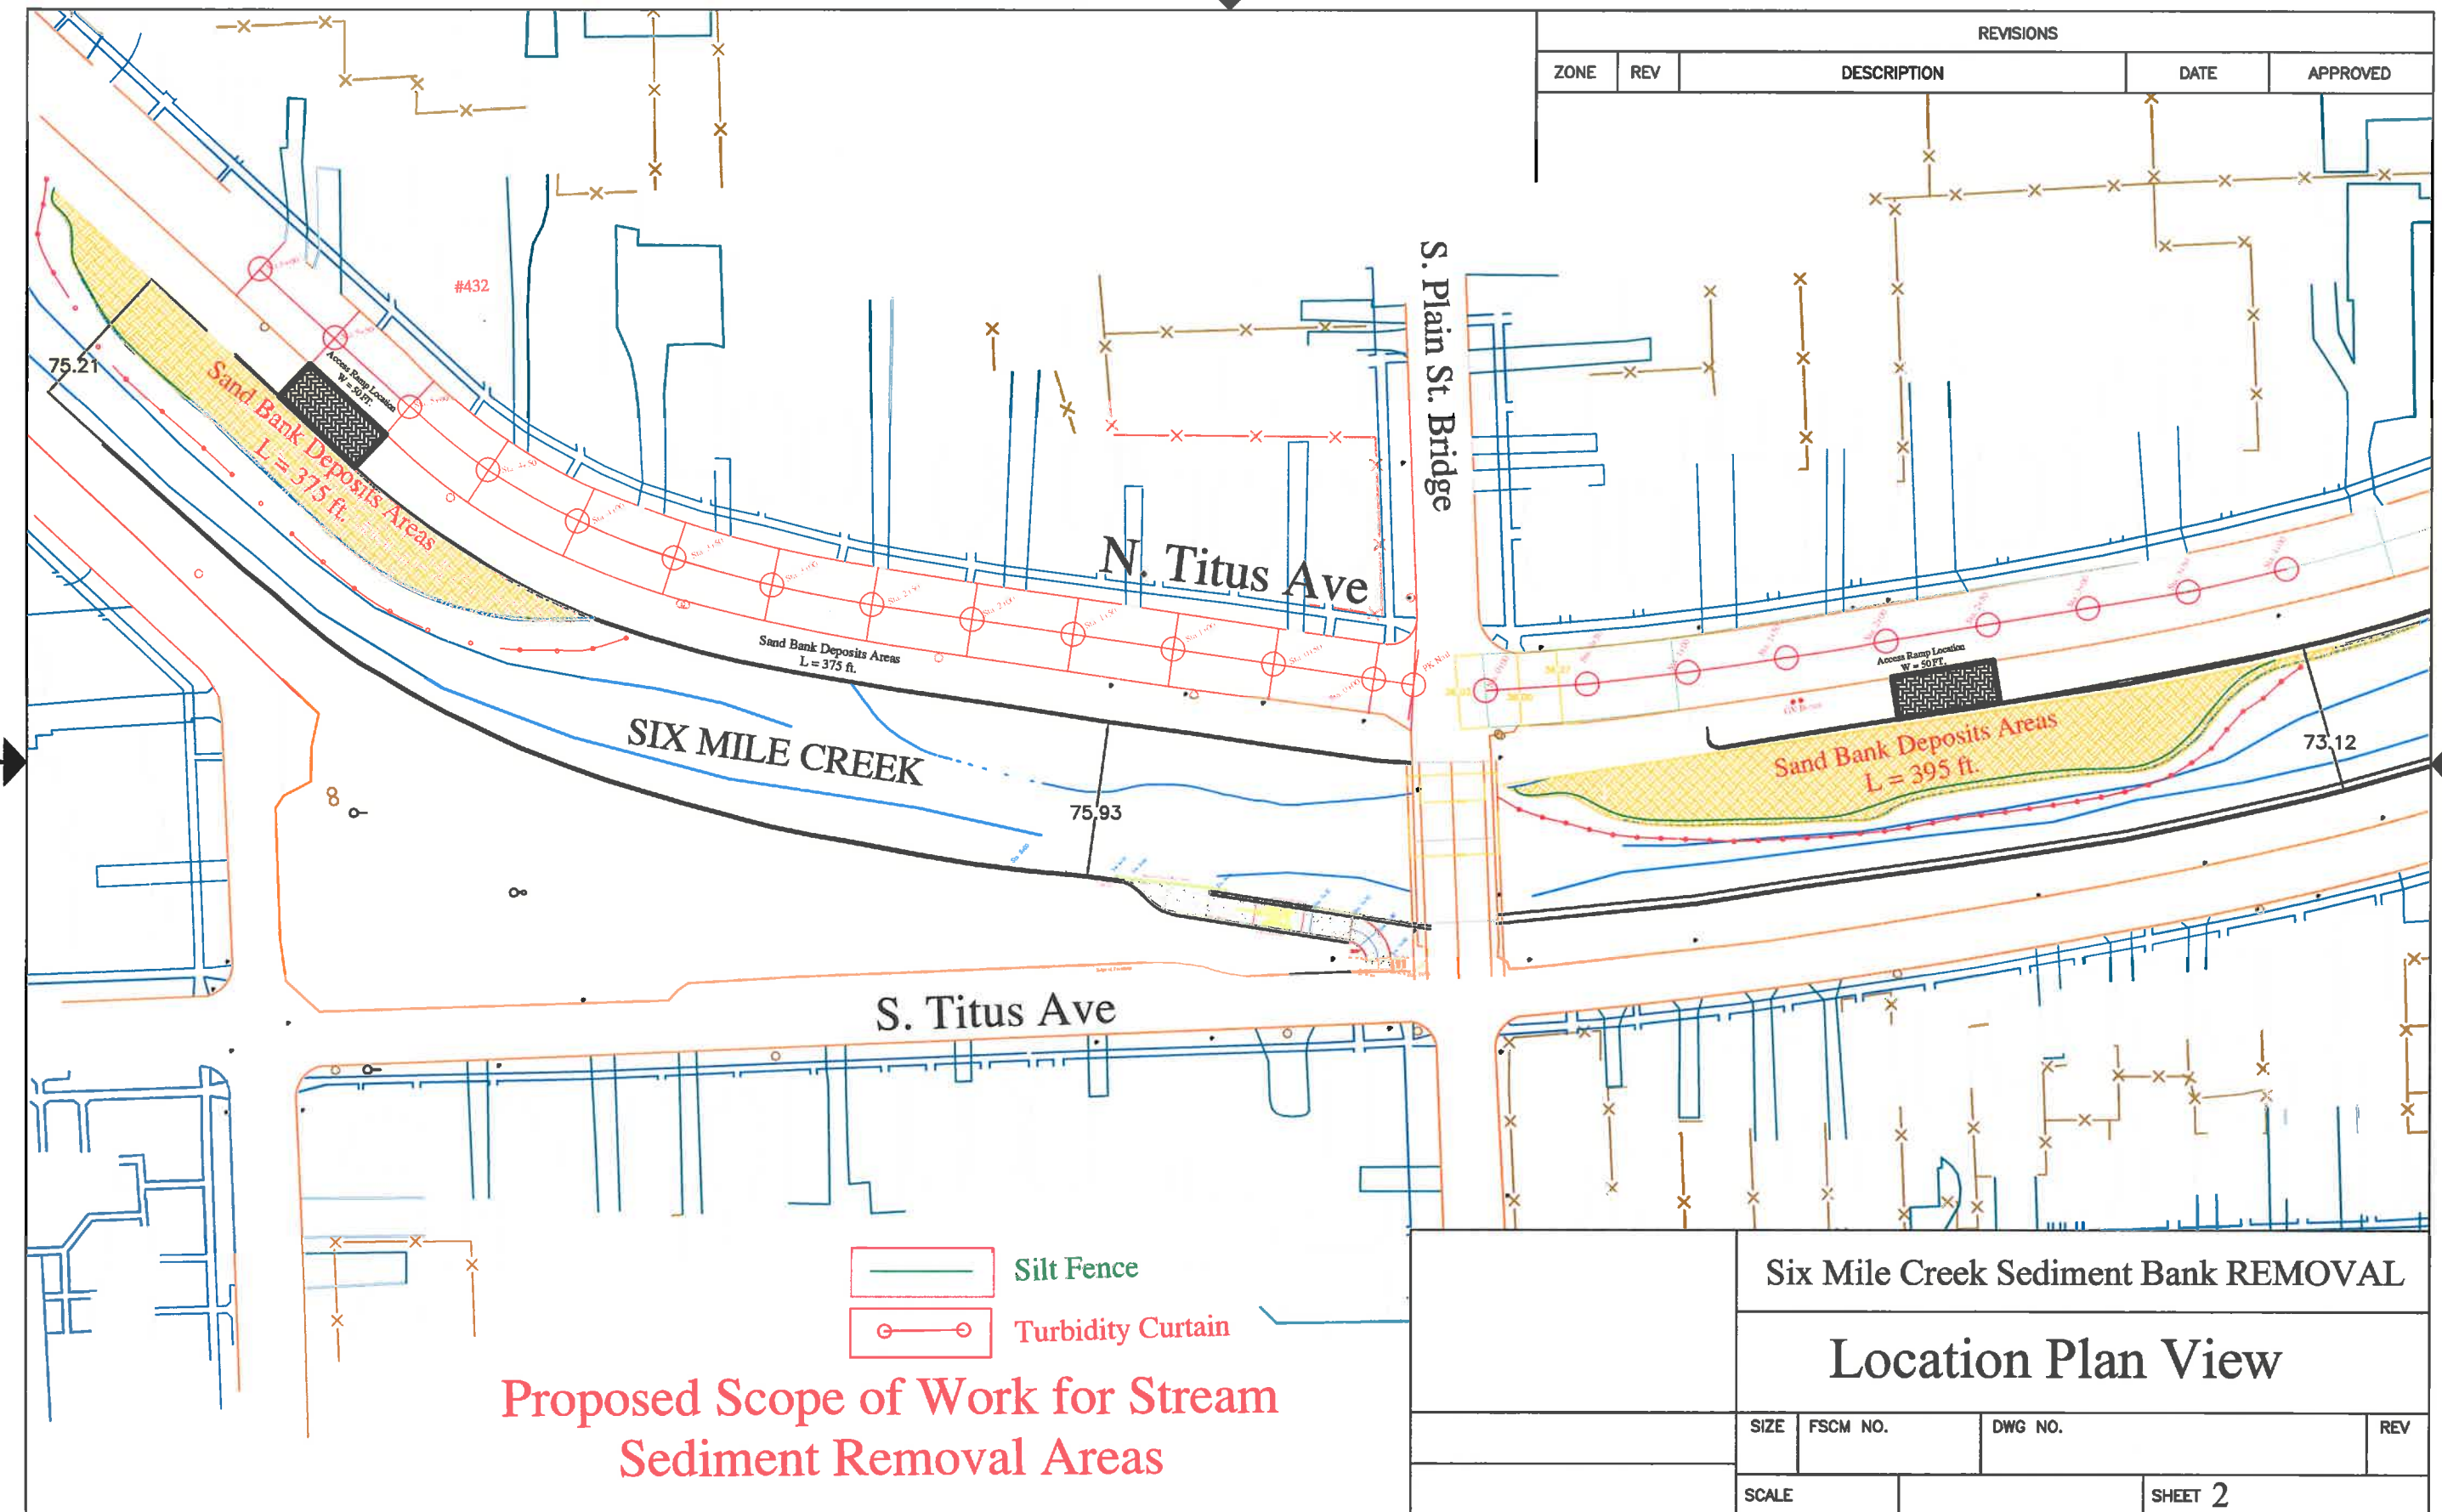 REVISIONS
ZONE REV DESCRIPTION DATE APPROVED
#432
S. Plain St. Bridge
75.21
Access Ramp Location
W = 50 FT.
Sand Bank Deposits Areas
L = 375 ft.
N. Titus Ave
Sand Bank Deposits Areas
L = 375 ft.
PK Nail
Access Ramp Location
W = 50 FT.
Sand Bank Deposits Areas
L = 395 ft.
73.12
SIX MILE CREEK
75.93
S. Titus Ave
Silt Fence
Turbidity Curtain
Proposed Scope of Work for Stream
Sediment Removal Areas
Six Mile Creek Sediment Bank REMOVAL
Location Plan View
SIZE FSCM NO. DWG NO. REV
SCALE SHEET 2